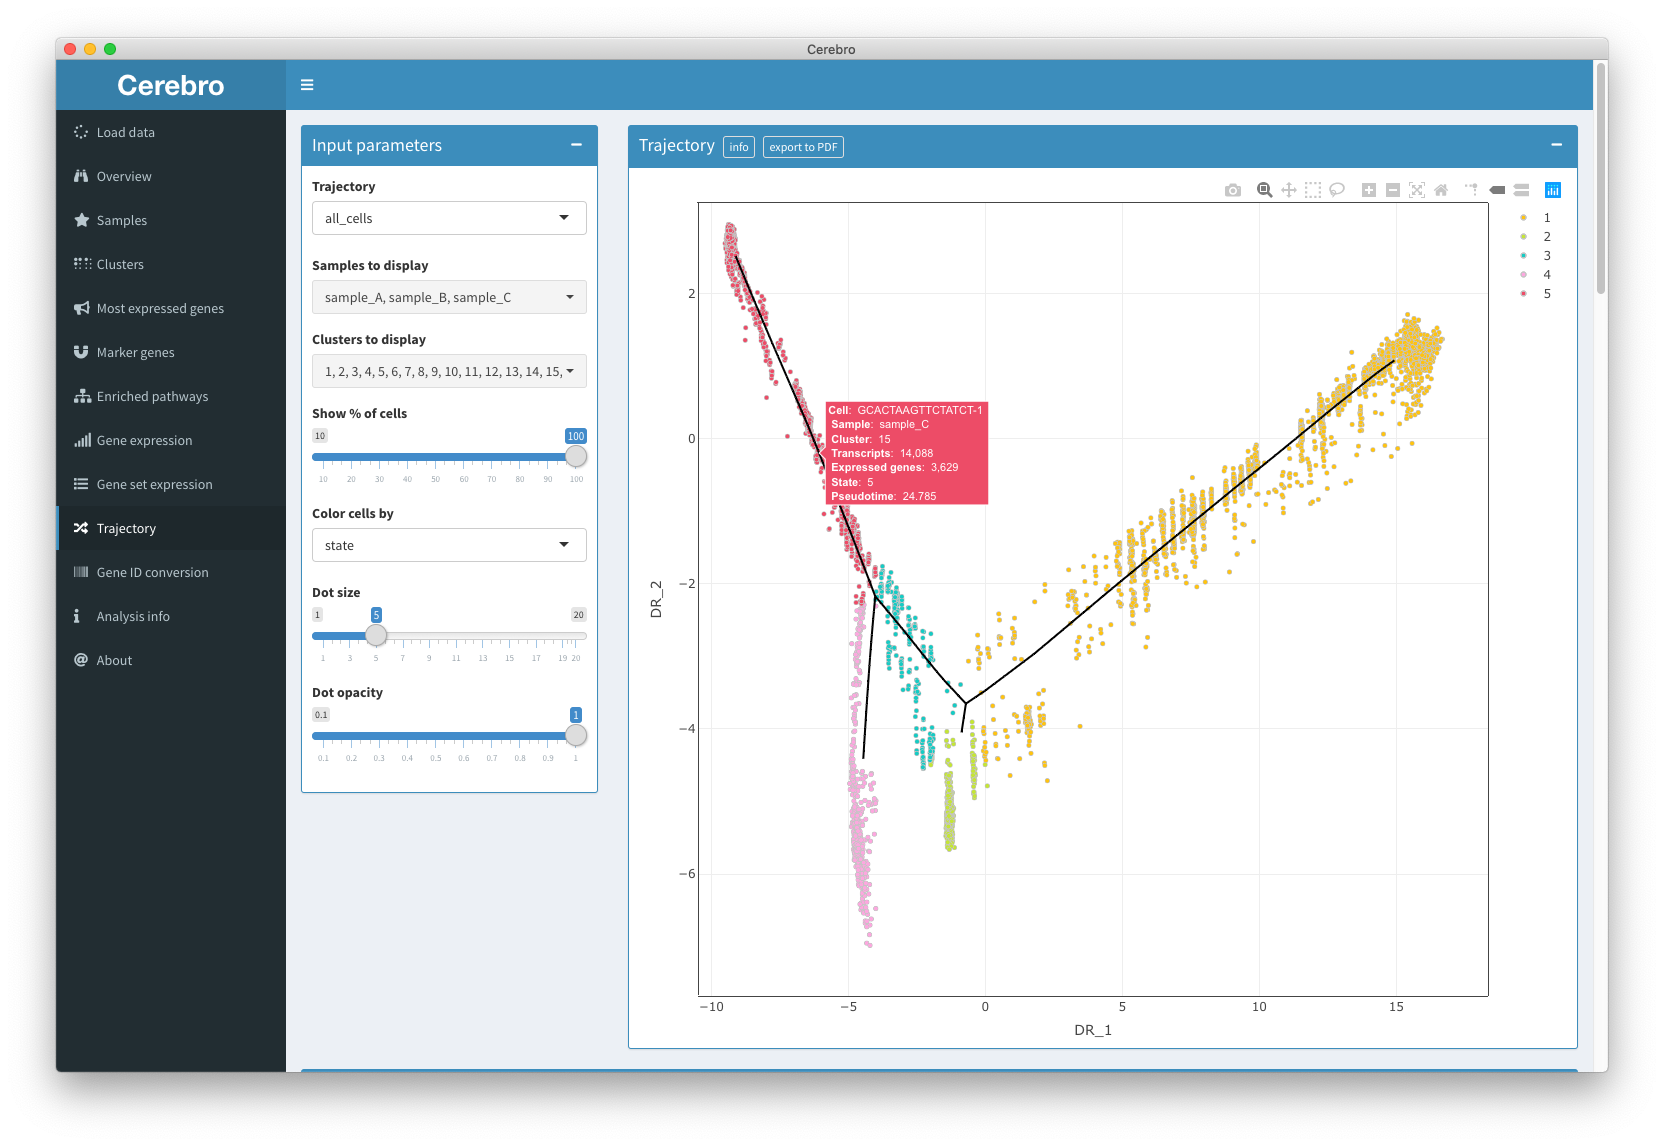 Cerebro
Cerebro
Load data
Overview
Samples
Clusters
Most expressed genes
Marker genes
Enriched pathways
Gene expression
Gene set expression
Trajectory
Gene ID conversion
Analysis info
About
Input parameters
Trajectory
all_cells
Samples to display
sample_A, sample_B, sample_C
Clusters to display
1, 2, 3, 4, 5, 6, 7, 8, 9, 10, 11, 12, 13, 14, 15,
Show % of cells
10 100
10 20 30 40 50 60 70 80 90 100
Color cells by
state
Dot size
1 5 20
1 3 5 7 9 11 13 15 17 19 20
Dot opacity
0.1 1
0.1 0.2 0.3 0.4 0.5 0.6 0.7 0.8 0.9 1
Trajectory info export to PDF
1
2
3
4
5
Cell: GCACTAAGTTCTATCT-1
Sample: sample_C
Cluster: 15
Transcripts: 14,088
Expressed genes: 3,629
State: 5
Pseudotime: 24.785
2
0
−2
−4
−6
DR_2
−10 −5 0 5 10 15
DR_1